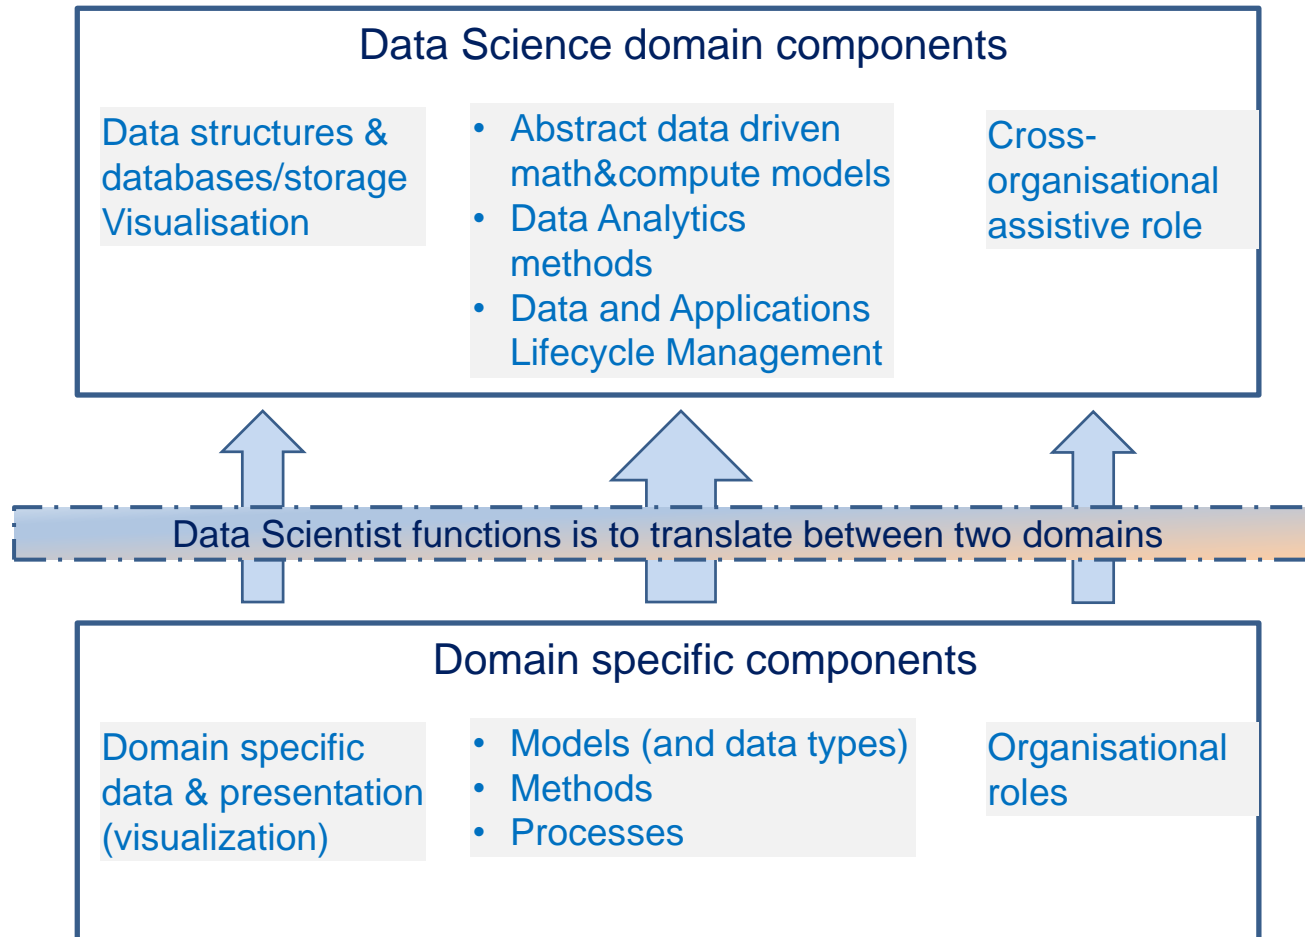 Data Science domain components
Data structures &
databases/storage
Visualisation
• Abstract data driven
math&compute models
• Data Analytics
methods
• Data and Applications
Lifecycle Management
Cross-
organisational
assistive role
Data Scientist functions is to translate between two domains
Domain specific components
Domain specific
data & presentation
(visualization)
• Models (and data types)
• Methods
• Processes
Organisational
roles